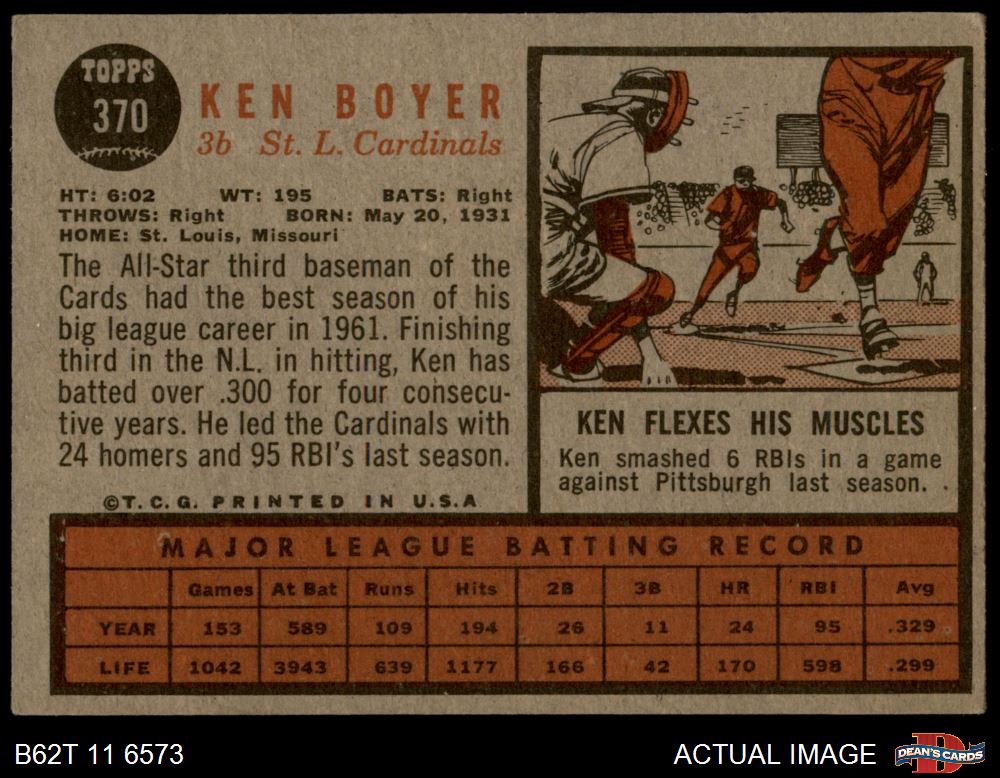 TOPPS
370
KEN BOYER
3b St. L. Cardinals
HT: 6:02 WT: 195 BATS: Right
THROWS: Right BORN: May 20, 1931
HOME: St. Louis, Missouri
The All-Star third baseman of the
Cards had the best season of his
big league career in 1961. Finishing
third in the N.L. in hitting, Ken has
batted over .300 for four consecu-
tive years. He led the Cardinals with
24 homers and 95 RBI's last season.
©T.C.G. PRINTED IN U.S.A
KEN FLEXES HIS MUSCLES
Ken smashed 6 RBIs in a game
against Pittsburgh last season.
MAJOR LEAGUE BATTING RECORD
Games At Bat Runs Hits 2B 3B HR RBI Avg
YEAR 153 589 109 194 26 11 24 95 .329
LIFE 1042 3943 639 1177 166 42 170 598 .299
B62T 11 6573
ACTUAL IMAGE
DEAN'S CARDS